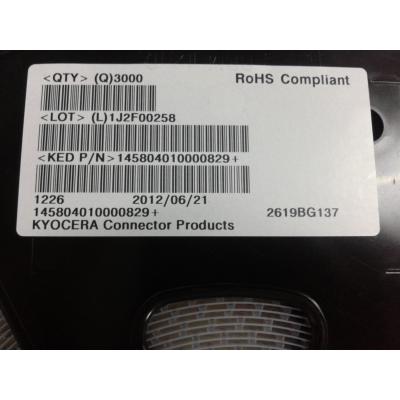 <QTY> (Q)3000 RoHS Compliant
<LOT> (L)1J2F00258
<KED P/N>145804010000829+
1226 2012/06/21
145804010000829+ 2619BG137
KYOCERA Connector Products